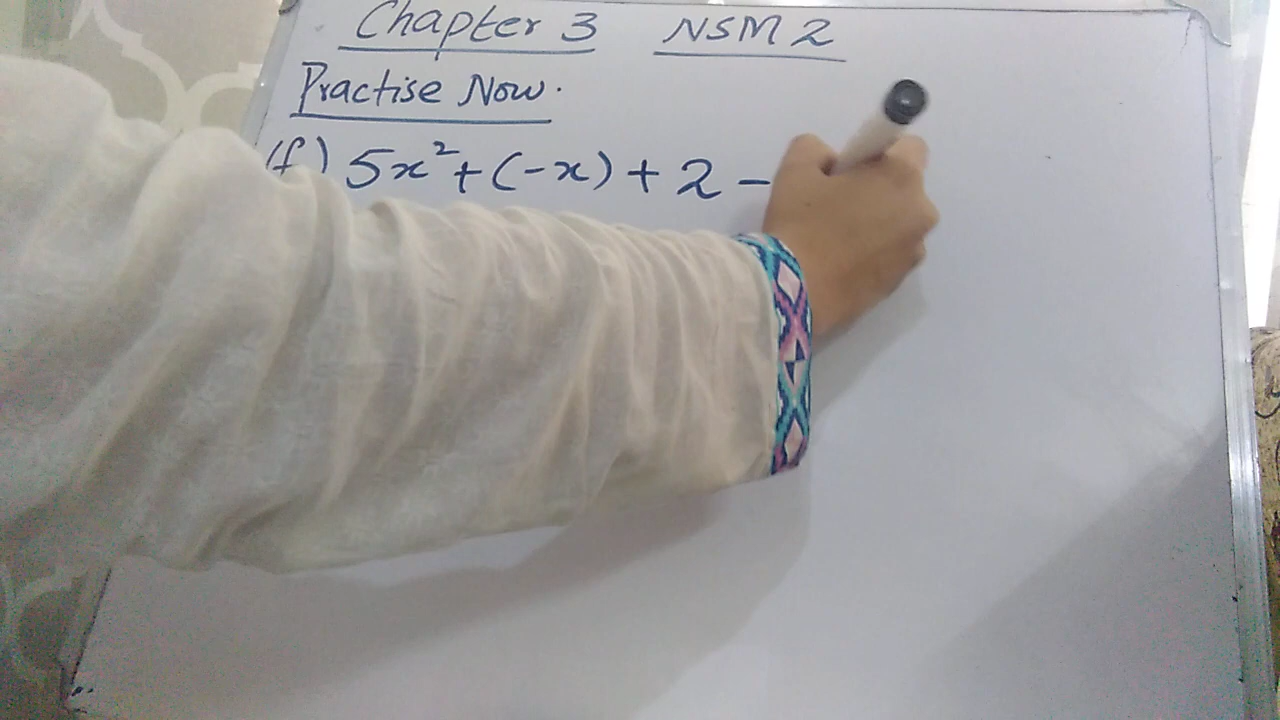 Chapter 3 NSM 2
Practise Now.
(f) 5x²+(-x) + 2 -